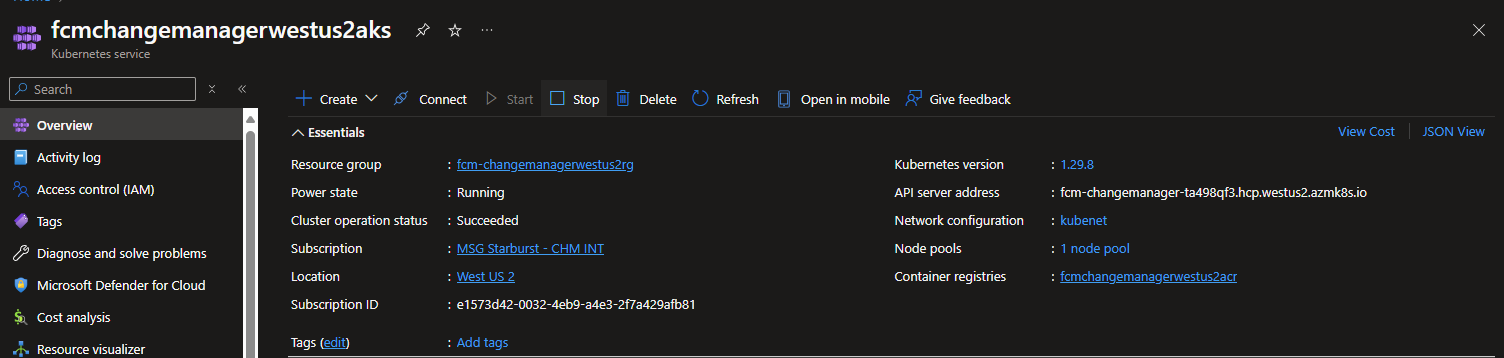 fcmchangemanagerwestus2aks ...
Kubernetes service
Search
Create Connect Start Stop Delete Refresh Open in mobile Give feedback
Overview
Activity log
Access control (IAM)
Tags
Diagnose and solve problems
Microsoft Defender for Cloud
Cost analysis
Resource visualizer
Essentials
View Cost JSON View
Resource group : fcm-changemanagerwestus2rg
Power state : Running
Cluster operation status : Succeeded
Subscription : MSG Starburst - CHM INT
Location : West US 2
Subscription ID : e1573d42-0032-4eb9-a4e3-2f7a429afb81
Kubernetes version : 1.29.8
API server address : fcm-changemanager-ta498qf3.hcp.westus2.azmk8s.io
Network configuration : kubenet
Node pools : 1 node pool
Container registries : fcmchangemanagerwestus2acr
Tags (edit) : Add tags